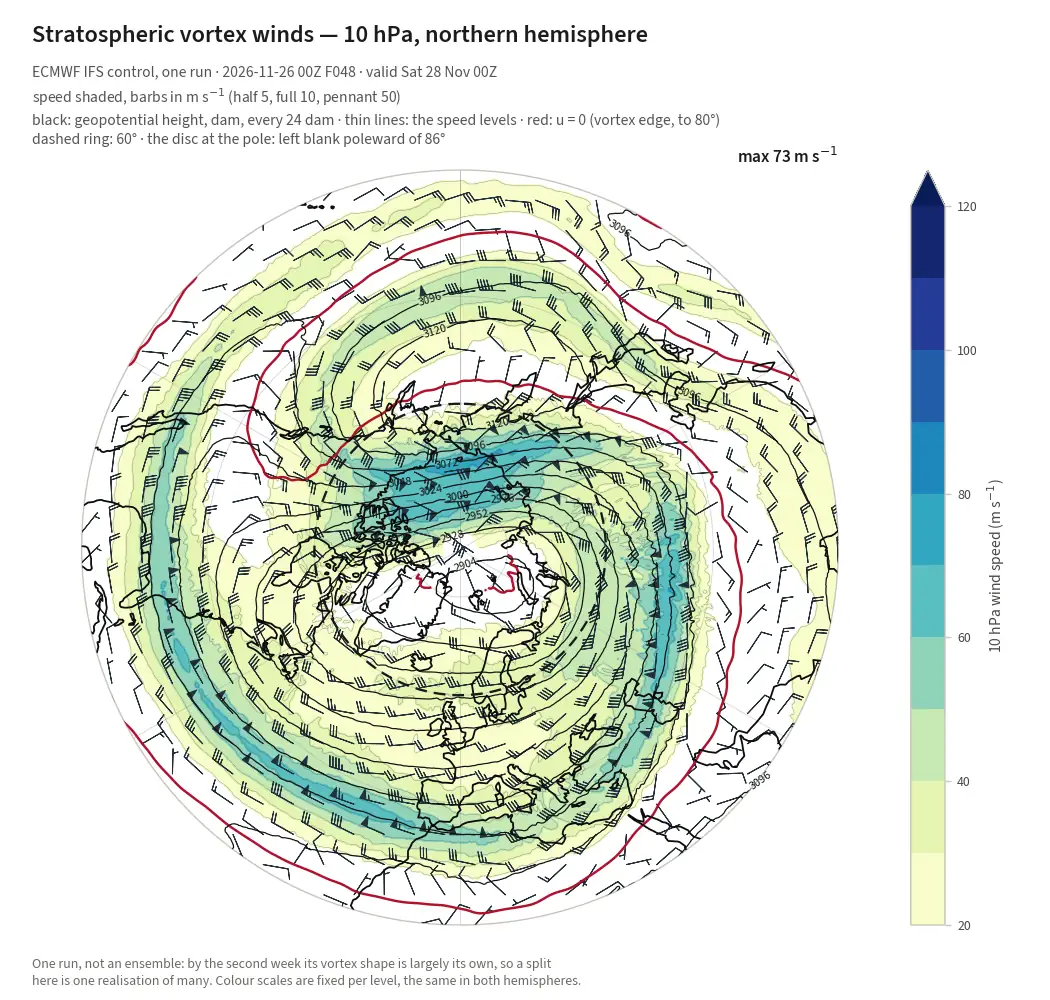 Stratospheric vortex winds — 10 hPa, northern hemisphere
ECMWF IFS control, one run · 2026-11-26 00Z F048 · valid Sat 28 Nov 00Z
speed shaded, barbs in m s⁻¹ (half 5, full 10, pennant 50)
black: geopotential height, dam, every 24 dam · thin lines: the speed levels · red: u = 0 (vortex edge, to 80°)
dashed ring: 60° · the disc at the pole: left blank poleward of 86°
max 73 m s⁻¹
120
100
80
60
40
20
10 hPa wind speed (m s⁻¹)
3096
3096
3120
3096
3120
3096
3072
3048
3024
3000
2976
2952
2928
2904
3096
One run, not an ensemble: by the second week its vortex shape is largely its own, so a split
here is one realisation of many. Colour scales are fixed per level, the same in both hemispheres.